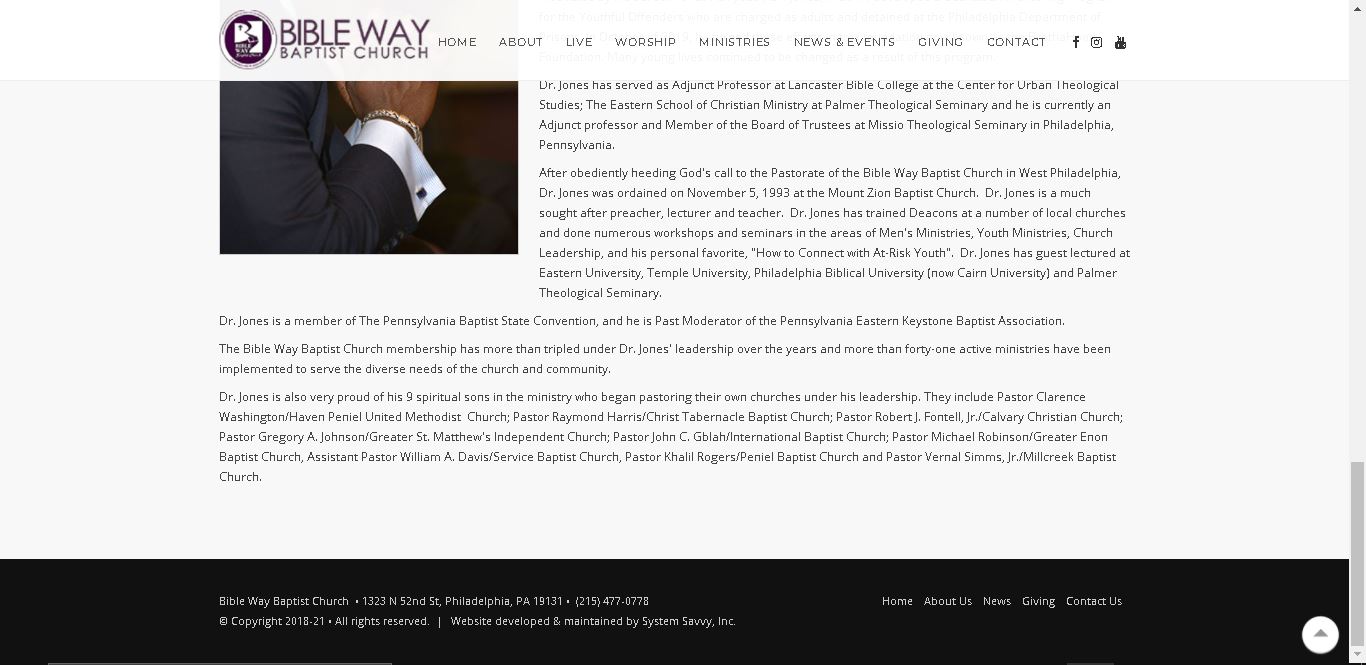 for the Youthful Offenders who are charged as adults and detained at the Philadelphia Department of
BIBLE WAY
BAPTIST CHURCH
HOME ABOUT LIVE WORSHIP MINISTRIES NEWS & EVENTS GIVING CONTACT
Foundation. Many young lives continued to be changed as a result of this program.
Dr. Jones has served as Adjunct Professor at Lancaster Bible College at the Center for Urban Theological
Studies; The Eastern School of Christian Ministry at Palmer Theological Seminary and he is currently an
Adjunct professor and Member of the Board of Trustees at Missio Theological Seminary in Philadelphia,
Pennsylvania.
After obediently heeding God's call to the Pastorate of the Bible Way Baptist Church in West Philadelphia,
Dr. Jones was ordained on November 5, 1993 at the Mount Zion Baptist Church. Dr. Jones is a much
sought after preacher, lecturer and teacher. Dr. Jones has trained Deacons at a number of local churches
and done numerous workshops and seminars in the areas of Men's Ministries, Youth Ministries, Church
Leadership, and his personal favorite, "How to Connect with At-Risk Youth". Dr. Jones has guest lectured at
Eastern University, Temple University, Philadelphia Biblical University (now Cairn University) and Palmer
Theological Seminary.
Dr. Jones is a member of The Pennsylvania Baptist State Convention, and he is Past Moderator of the Pennsylvania Eastern Keystone Baptist Association.
The Bible Way Baptist Church membership has more than tripled under Dr. Jones' leadership over the years and more than forty-one active ministries have been
implemented to serve the diverse needs of the church and community.
Dr. Jones is also very proud of his 9 spiritual sons in the ministry who began pastoring their own churches under his leadership. They include Pastor Clarence
Washington/Haven Peniel United Methodist Church; Pastor Raymond Harris/Christ Tabernacle Baptist Church; Pastor Robert J. Fontell, Jr./Calvary Christian Church;
Pastor Gregory A. Johnson/Greater St. Matthew's Independent Church; Pastor John C. Gblah/International Baptist Church; Pastor Michael Robinson/Greater Enon
Baptist Church, Assistant Pastor William A. Davis/Service Baptist Church, Pastor Khalil Rogers/Peniel Baptist Church and Pastor Vernal Simms, Jr./Millcreek Baptist
Church.
Bible Way Baptist Church • 1323 N 52nd St, Philadelphia, PA 19131 • (215) 477-0778
Home About Us News Giving Contact Us
© Copyright 2018-21 • All rights reserved. | Website developed & maintained by System Savvy, Inc.